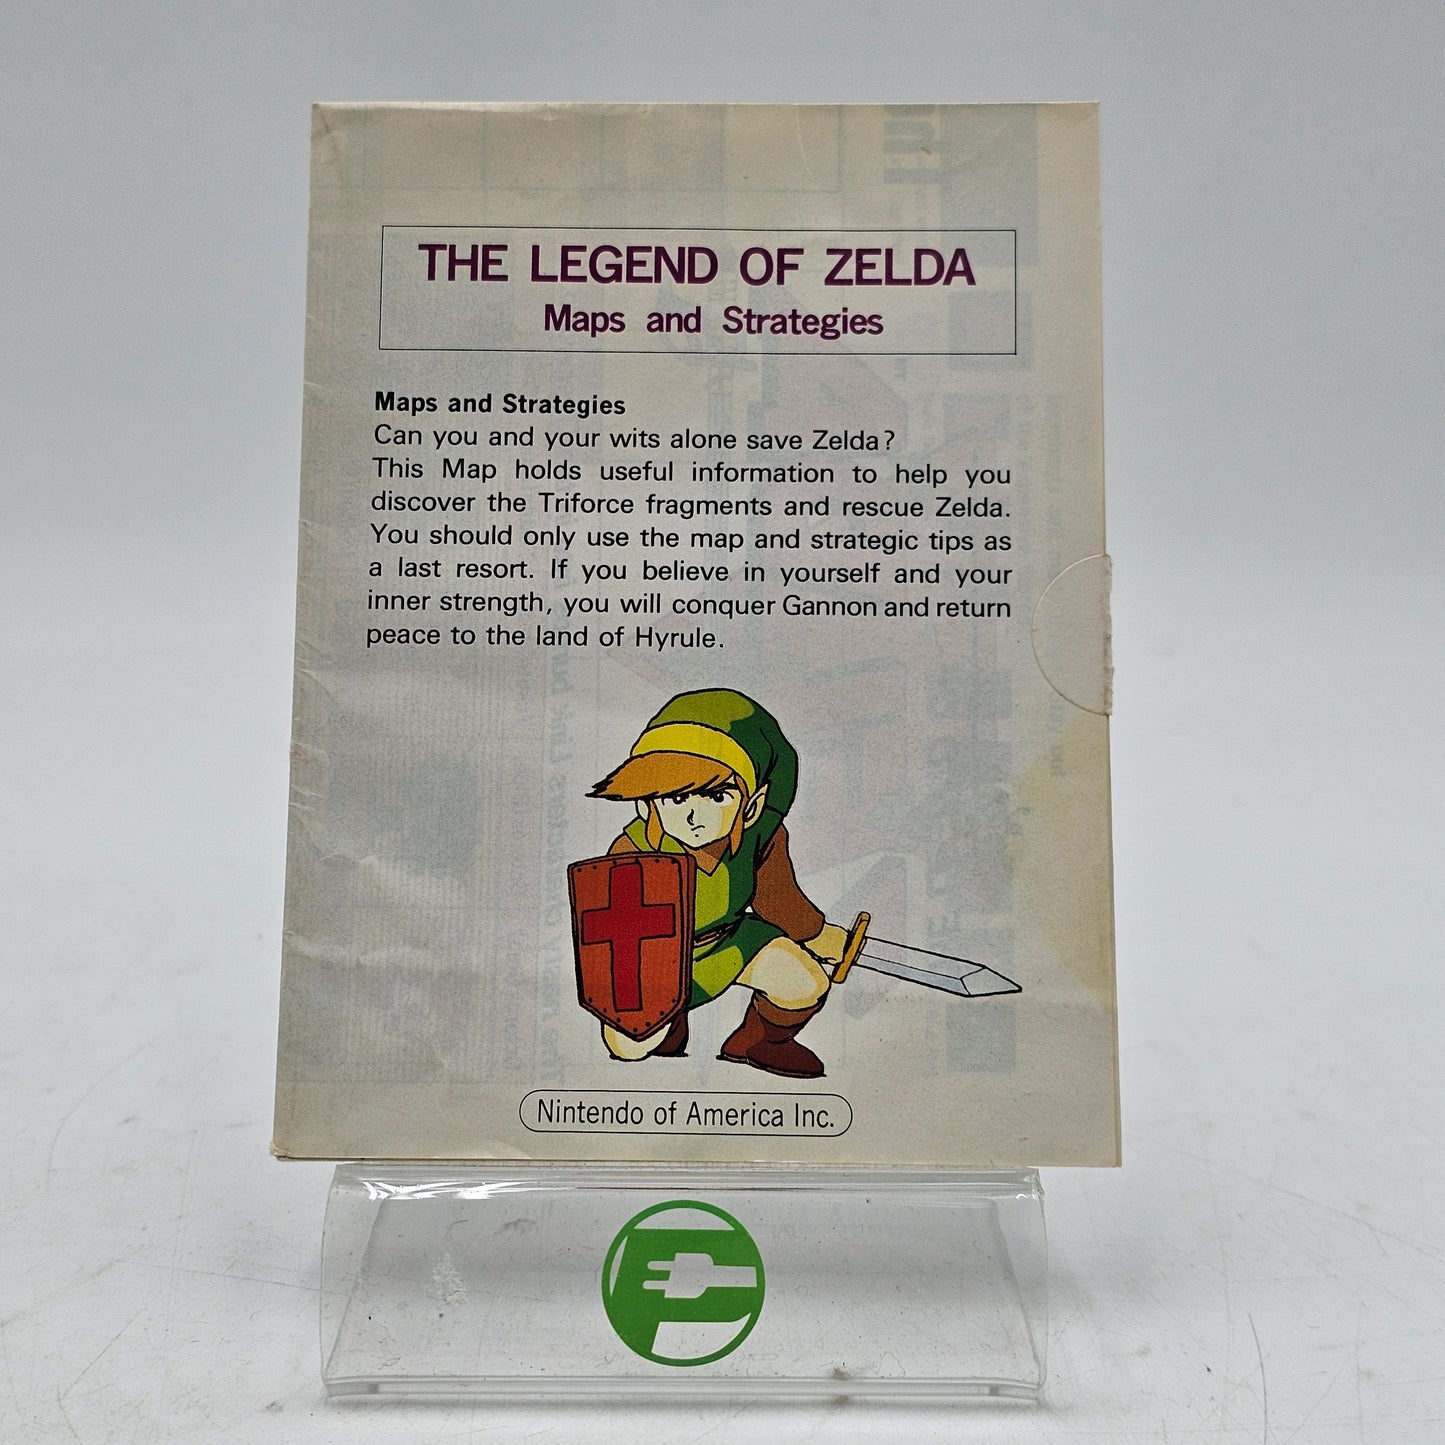 THE LEGEND OF ZELDA
Maps and Strategies
Maps and Strategies
Can you and your wits alone save Zelda?
This Map holds useful information to help you
discover the Triforce fragments and rescue Zelda.
You should only use the map and strategic tips as
a last resort. If you believe in yourself and your
inner strength, you will conquer Gannon and return
peace to the land of Hyrule.
Nintendo of America Inc.